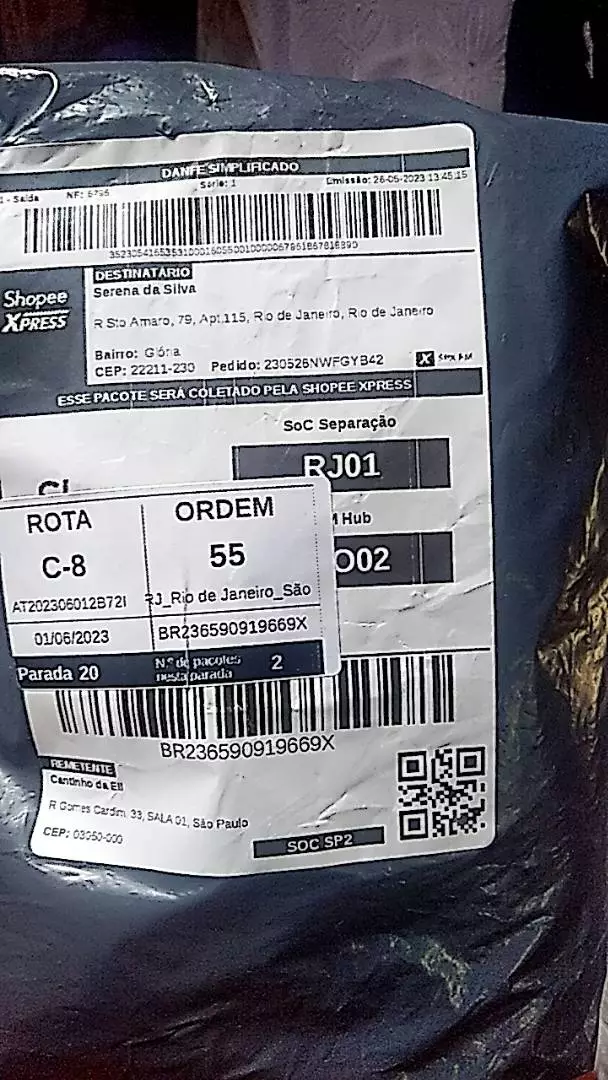 DANFE SIMPLIFICADO
1 - Saída NF: 6796 Série: 1 Emissão: 26-05-2023 13:45:15
Shopee
XPRESS
DESTINATÁRIO
Serena da Silva
R Sto Amaro, 79, Apt.115, Rio de Janeiro, Rio de Janeiro
Bairro: Glória
CEP: 22211-230 Pedido: 230526NWFGYB42
ESSE PACOTE SERÁ COLETADO PELA SHOPEE XPRESS
SoC Separação
RJ01
Hub
O02
ROTA ORDEM
C-8 55
AT202306012B72I RJ_Rio de Janeiro_São
01/06/2023 BR236590919669X
Parada 20 N.º de pacotes nesta parada 2
BR236590919669X
REMETENTE
Cantinho da Eli
R Gomes Cardim, 33, SALA 01, São Paulo
CEP: 03050-000
SOC SP2